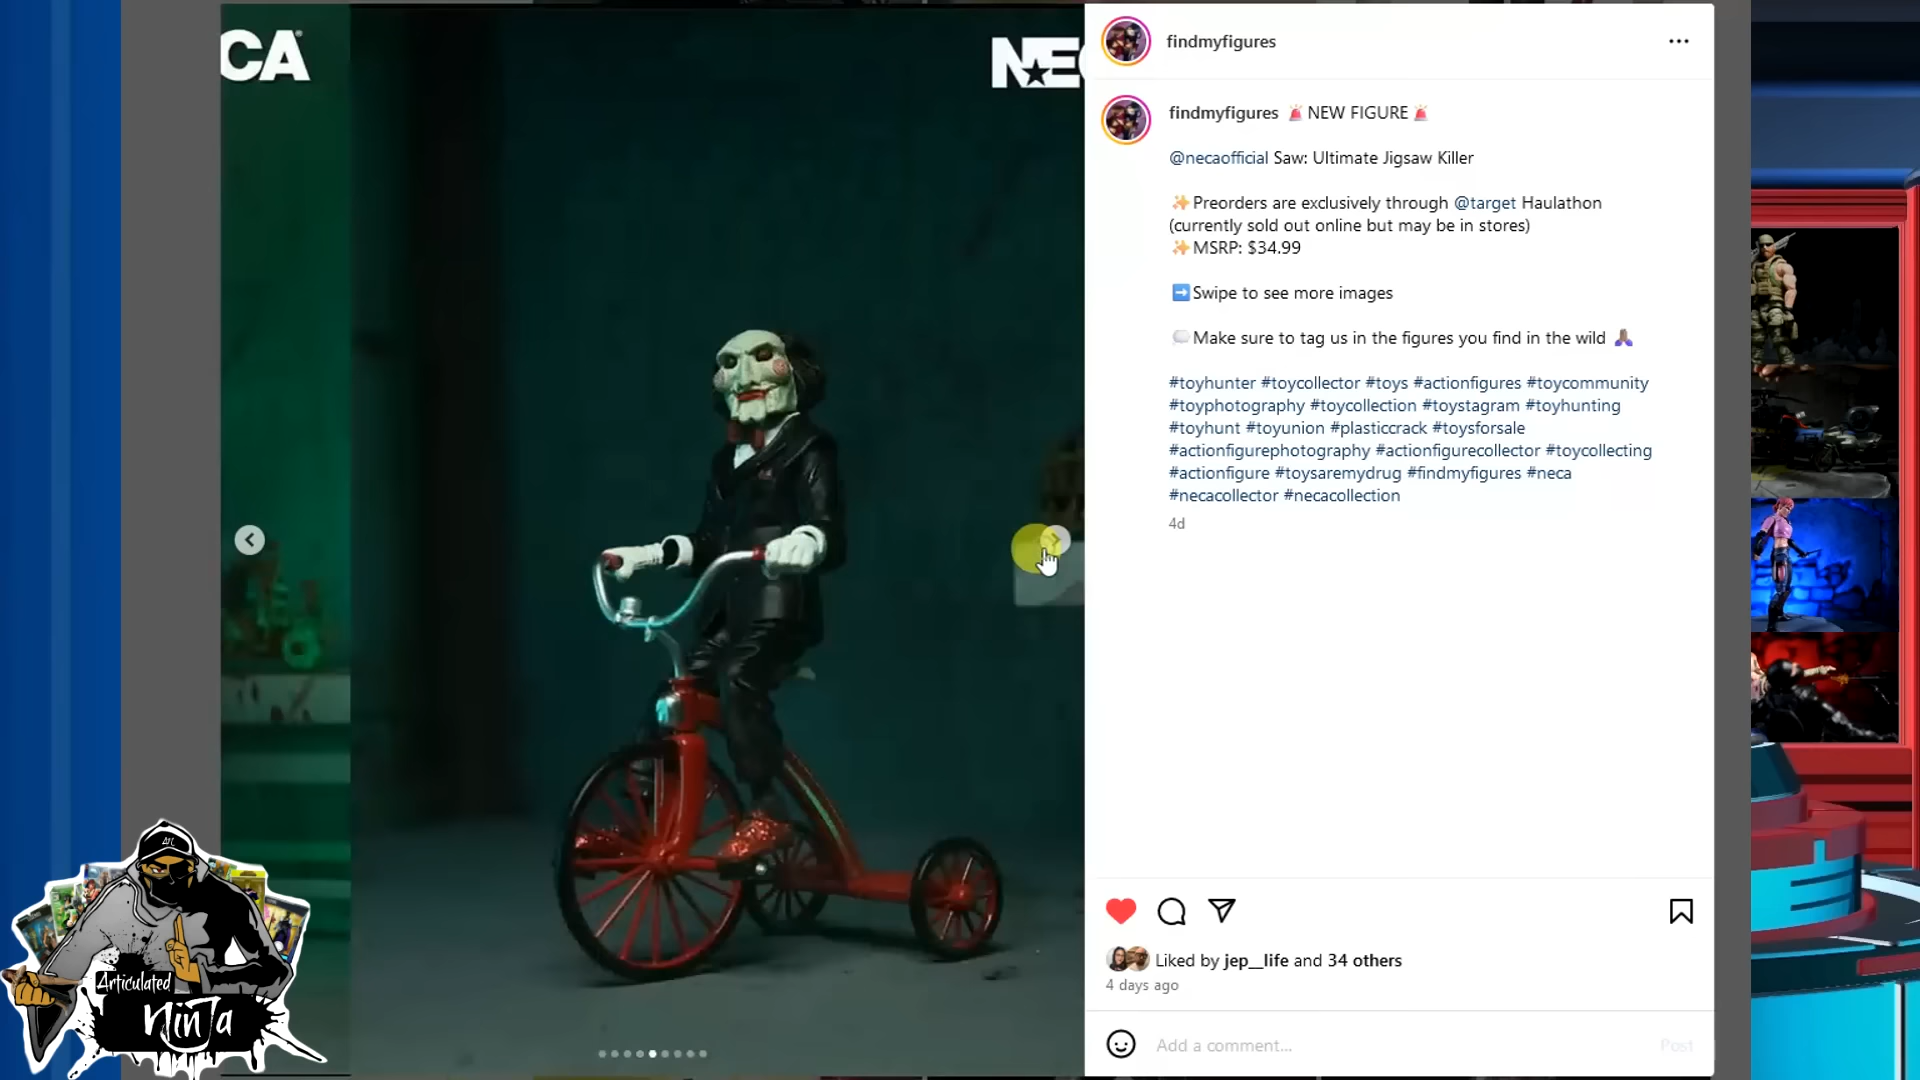 CA
NEC
findmyfigures
findmyfigures 🚨 NEW FIGURE 🚨
@necaofficial Saw: Ultimate Jigsaw Killer
✨Preorders are exclusively through @target Haulathon
(currently sold out online but may be in stores)
✨MSRP: $34.99
➡️Swipe to see more images
💭Make sure to tag us in the figures you find in the wild 🙏🏽
#toyhunter #toycollector #toys #actionfigures #toycommunity
#toyphotography #toycollection #toystagram #toyhunting
#toyhunt #toyunion #plasticcrack #toysforsale
#actionfigurephotography #actionfigurecollector #toycollecting
#actionfigure #toysaremydrug #findmyfigures #neca
#necacollector #necacollection
4d
Liked by jep__life and 34 others
4 days ago
Add a comment...
Post
Articulated
Ninja